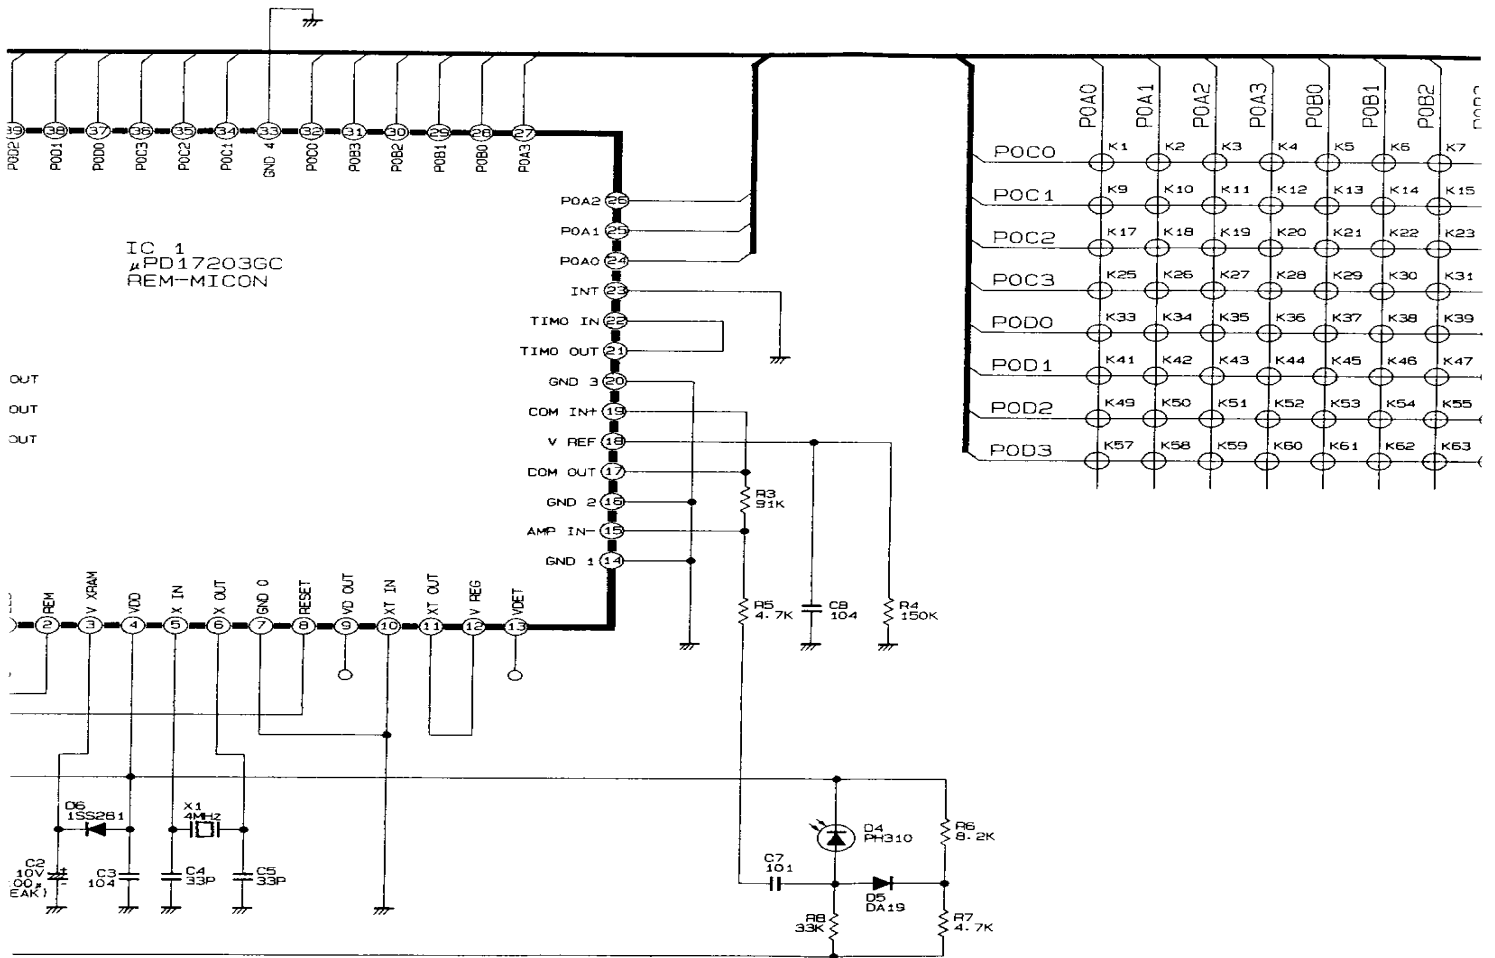 39 38 37 36 35 34 33 32 31 30 29 28 27
P0D2 P0D1 P0D0 P0C3 P0C2 P0C1 GND 4 P0C0 P0B3 P0B2 P0B1 P0B0 P0A3
IC 1
μPD17203GC
REM-MICON
P0A2 26
P0A1 25
P0A0 24
INT 23
TIMO IN 22
TIMO OUT 21
GND 3 20
COM IN+ 19
V REF 18
COM OUT 17
GND 2 16
AMP IN- 15
GND 1 14
OUT
OUT
OUT
REM V XRAM VDD X IN X OUT GND 0 RESET VD OUT XT IN XT OUT V REG VDET
2 3 4 5 6 7 8 9 10 11 12 13
R3
91K
R5
4.7K
C8
104
R4
150K
D6
1SS281
X1
4MHz
C2
10V
00μ
EAK)
+
-
C3
104
C4
33P
C5
33P
C7
101
D4
PH310
R6
8.2K
D5
DA19
R8
33K
R7
4.7K
P0A0 P0A1 P0A2 P0A3 P0B0 P0B1 P0B2
P0C0 K1 K2 K3 K4 K5 K6 K7
P0C1 K9 K10 K11 K12 K13 K14 K15
P0C2 K17 K18 K19 K20 K21 K22 K23
P0C3 K25 K26 K27 K28 K29 K30 K31
P0D0 K33 K34 K35 K36 K37 K38 K39
P0D1 K41 K42 K43 K44 K45 K46 K47
P0D2 K49 K50 K51 K52 K53 K54 K55
P0D3 K57 K58 K59 K60 K61 K62 K63